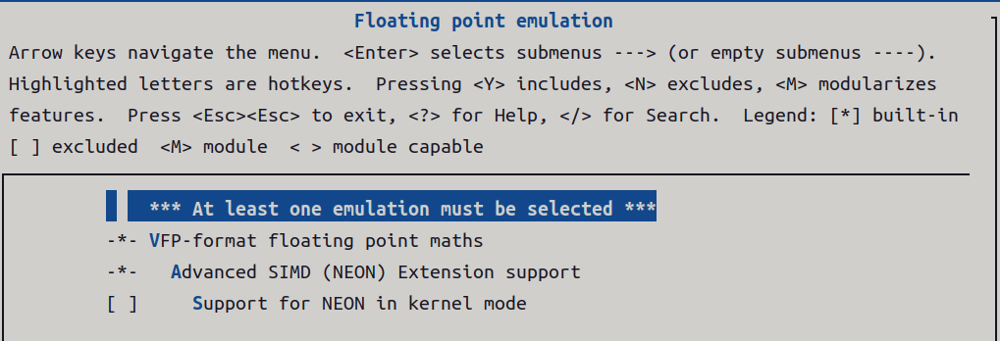 Floating point emulation
Arrow keys navigate the menu.  <Enter> selects submenus ---> (or empty submenus ----).
Highlighted letters are hotkeys.  Pressing <Y> includes, <N> excludes, <M> modularizes
features.  Press <Esc><Esc> to exit, <?> for Help, </> for Search.  Legend: [*] built-in
[ ] excluded  <M> module  < > module capable
*** At least one emulation must be selected ***
-*- VFP-format floating point maths
-*-   Advanced SIMD (NEON) Extension support
[ ]     Support for NEON in kernel mode